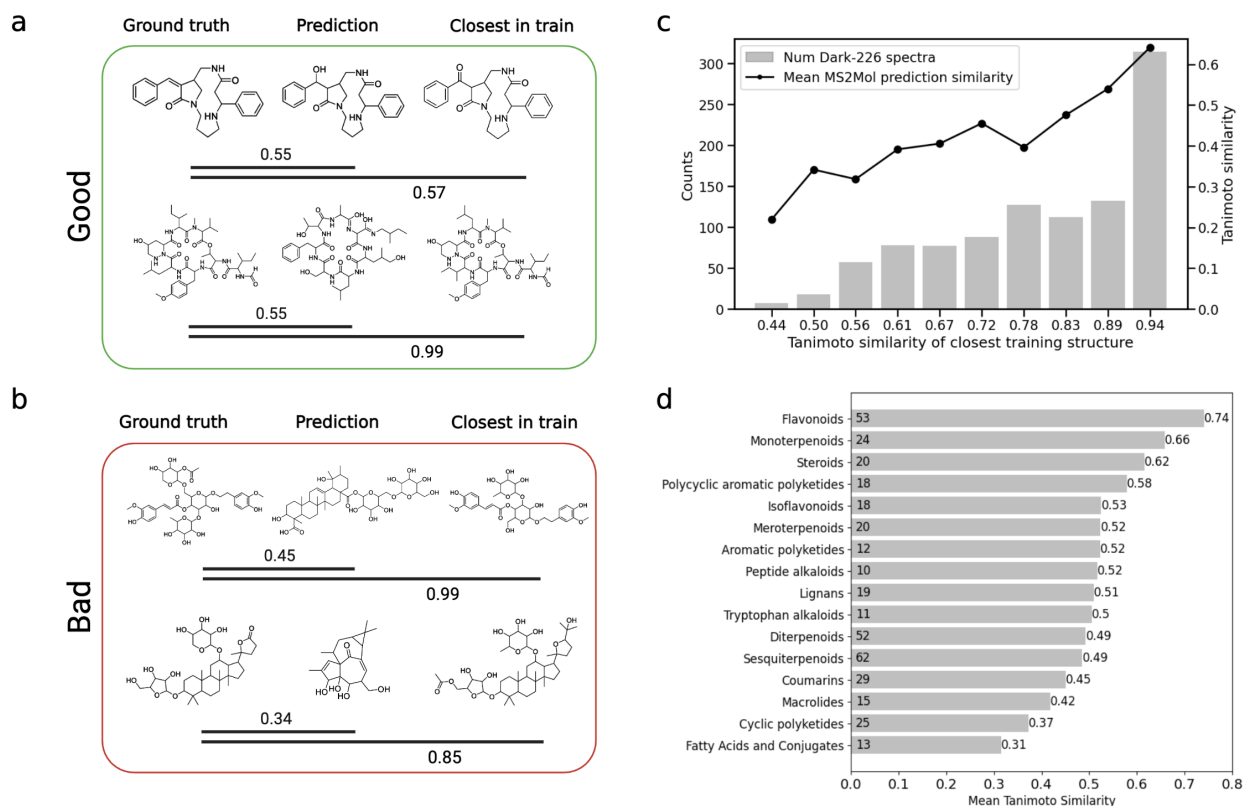 a
Ground truth Prediction Closest in train
Good
0.55
0.57
0.55
0.99
b
Ground truth Prediction Closest in train
Bad
0.45
0.99
0.34
0.85
c
Num Dark-226 spectra
Mean MS2Mol prediction similarity
Counts
300
250
200
150
100
50
0
0.6
0.5
0.4
0.3
0.2
0.1
0.0
Tanimoto similarity
0.44 0.50 0.56 0.61 0.67 0.72 0.78 0.83 0.89 0.94
Tanimoto similarity of closest training structure
d
Flavonoids 53 0.74
Monoterpenoids 24 0.66
Steroids 20 0.62
Polycyclic aromatic polyketides 18 0.58
Isoflavonoids 18 0.53
Meroterpenoids 20 0.52
Aromatic polyketides 12 0.52
Peptide alkaloids 10 0.52
Lignans 19 0.51
Tryptophan alkaloids 11 0.5
Diterpenoids 52 0.49
Sesquiterpenoids 62 0.49
Coumarins 29 0.45
Macrolides 15 0.42
Cyclic polyketides 25 0.37
Fatty Acids and Conjugates 13 0.31
0.0 0.1 0.2 0.3 0.4 0.5 0.6 0.7 0.8
Mean Tanimoto Similarity